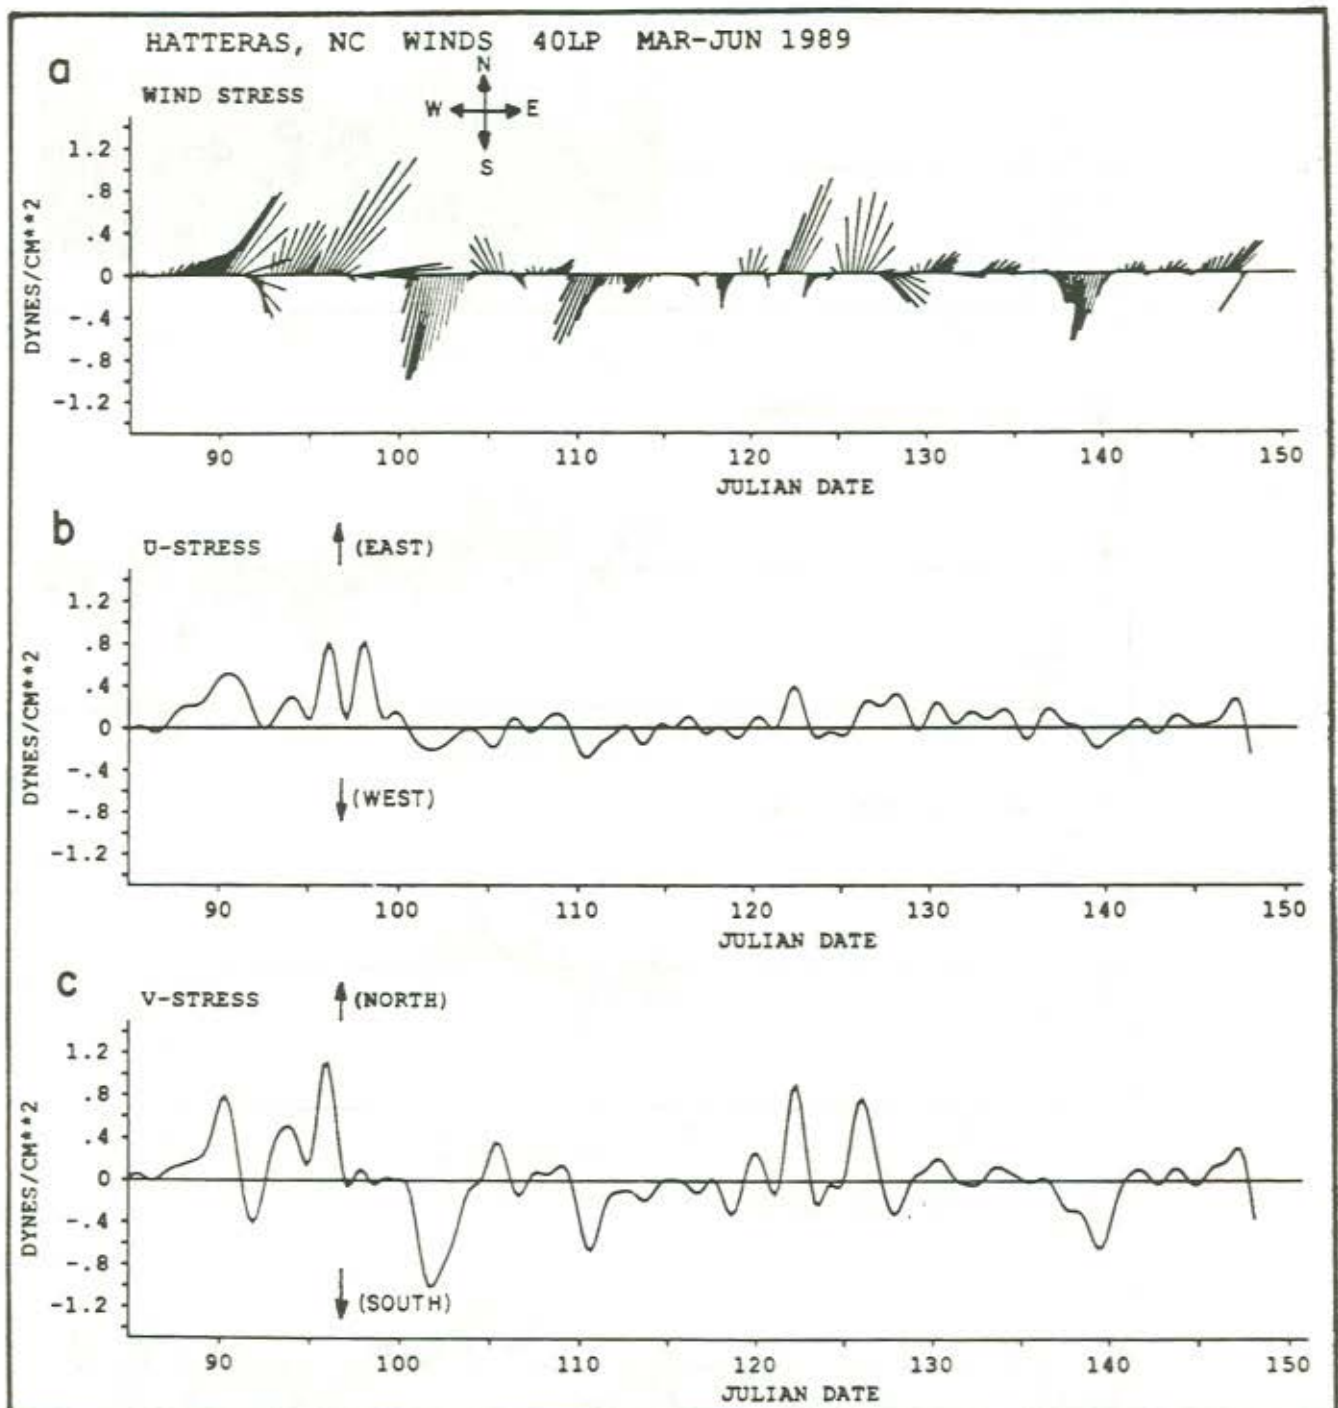 HATTERAS, NC WINDS 40LP MAR-JUN 1989
a
N
WIND STRESS
W E
S
DYNES/CM**2
1.2
.8
.4
0
-.4
-.8
-1.2
90 100 110 120 130 140 150
JULIAN DATE
b
U-STRESS (EAST)
DYNES/CM**2
1.2
.8
.4
0
-.4
-.8
-1.2
(WEST)
90 100 110 120 130 140 150
JULIAN DATE
c
V-STRESS (NORTH)
DYNES/CM**2
1.2
.8
.4
0
-.4
-.8
-1.2
(SOUTH)
90 100 110 120 130 140 150
JULIAN DATE